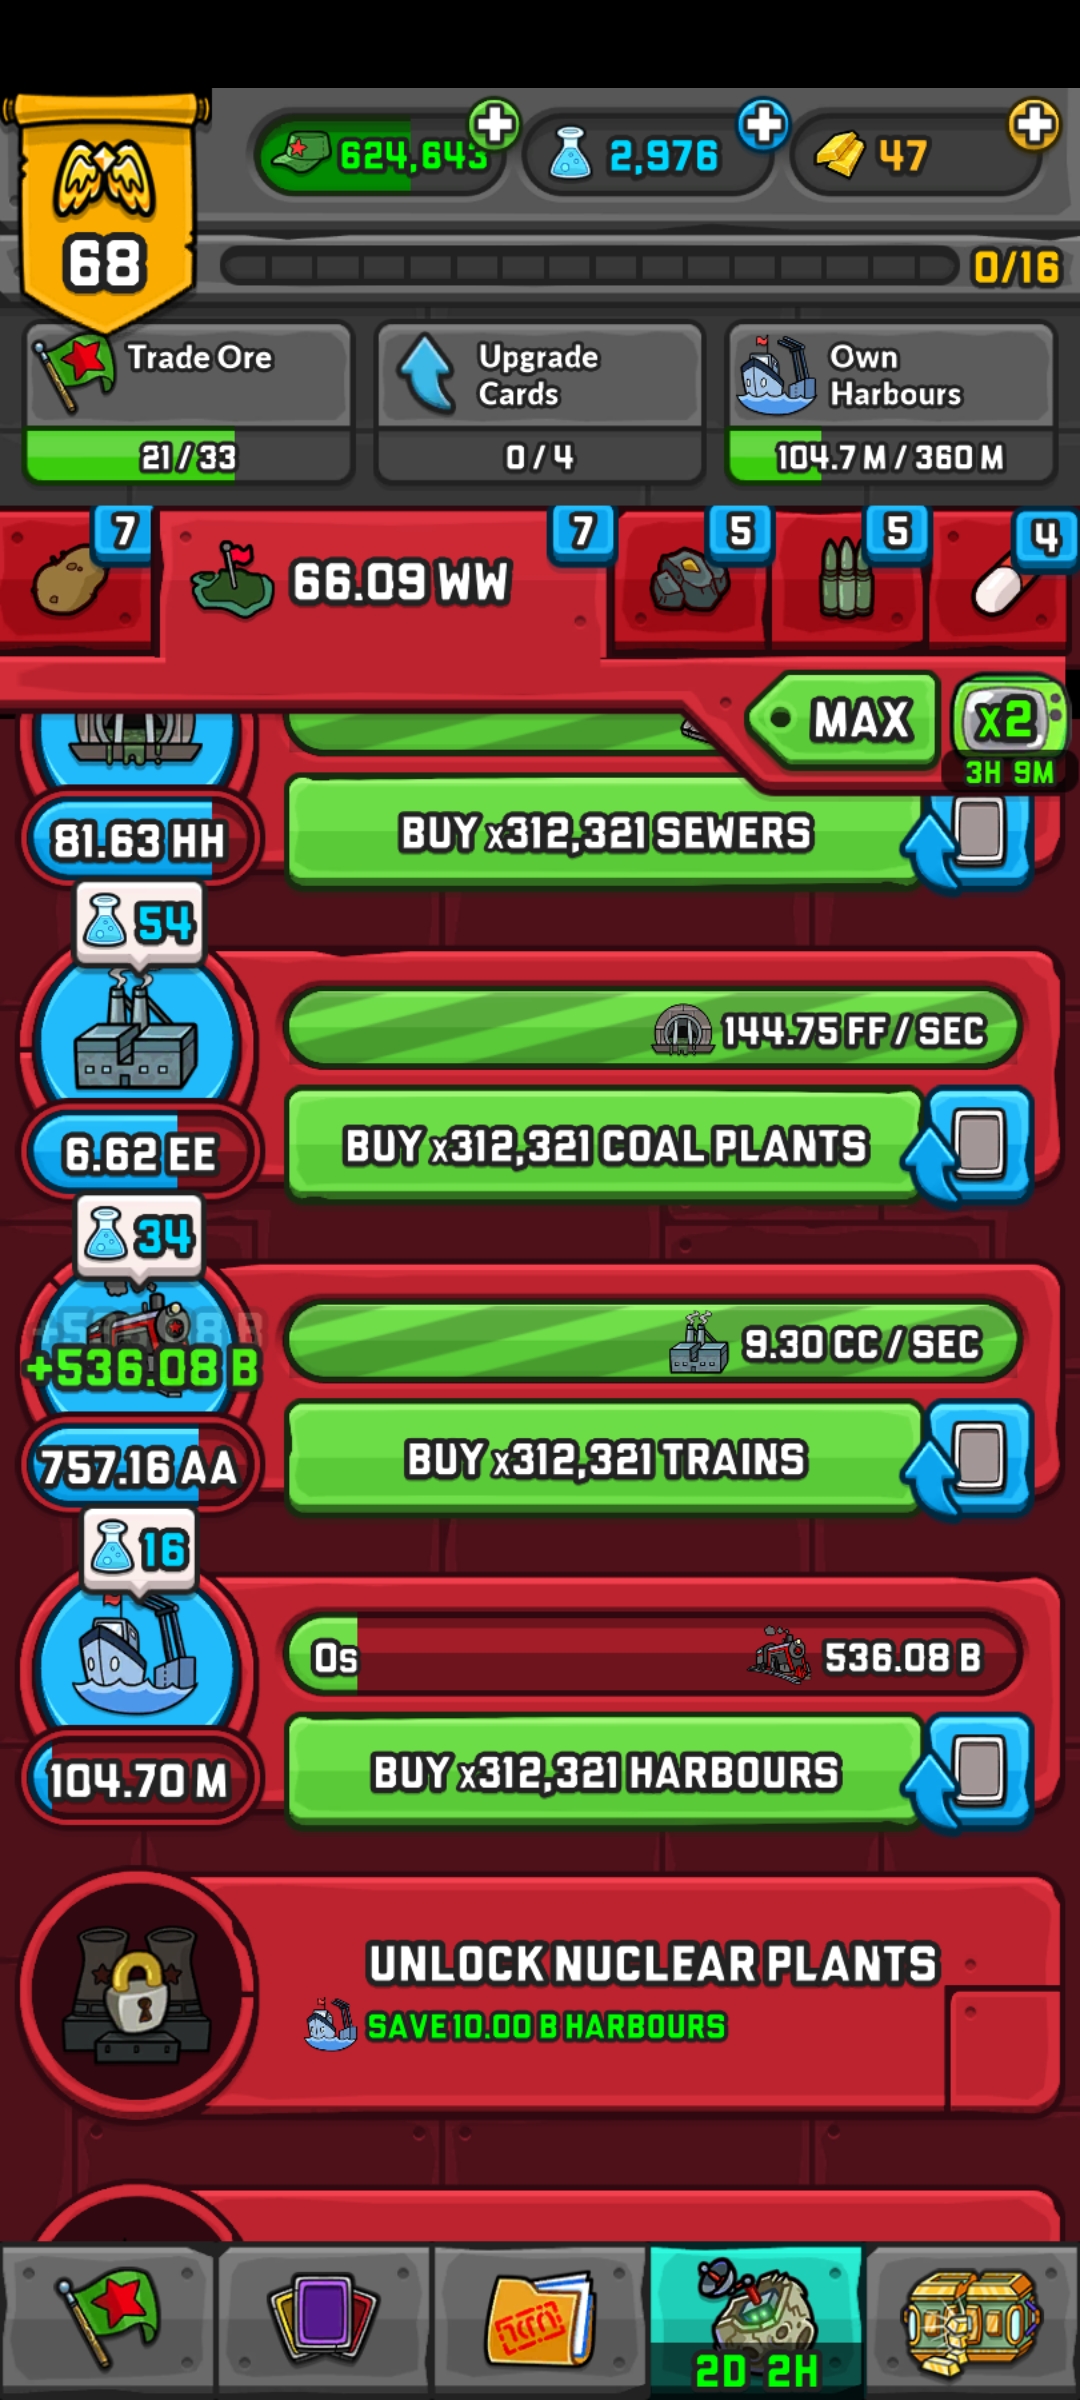 624,643
2,976
47
68
0/16
Trade Ore
21/33
Upgrade
Cards
0/4
Own
Harbours
104.7 M/360 M
7
66.09 WW
7
5
5
4
MAX
x2
3H 9M
81.63 HH
BUY x312,321 SEWERS
54
144.75 FF/SEC
6.62 EE
BUY x312,321 COAL PLANTS
34
+536.08 B
9.30 CC/SEC
757.16 AA
BUY x312,321 TRAINS
16
0s
536.08 B
104.70 M
BUY x312,321 HARBOURS
UNLOCK NUCLEAR PLANTS
SAVE 10.00 B HARBOURS
2D 2H